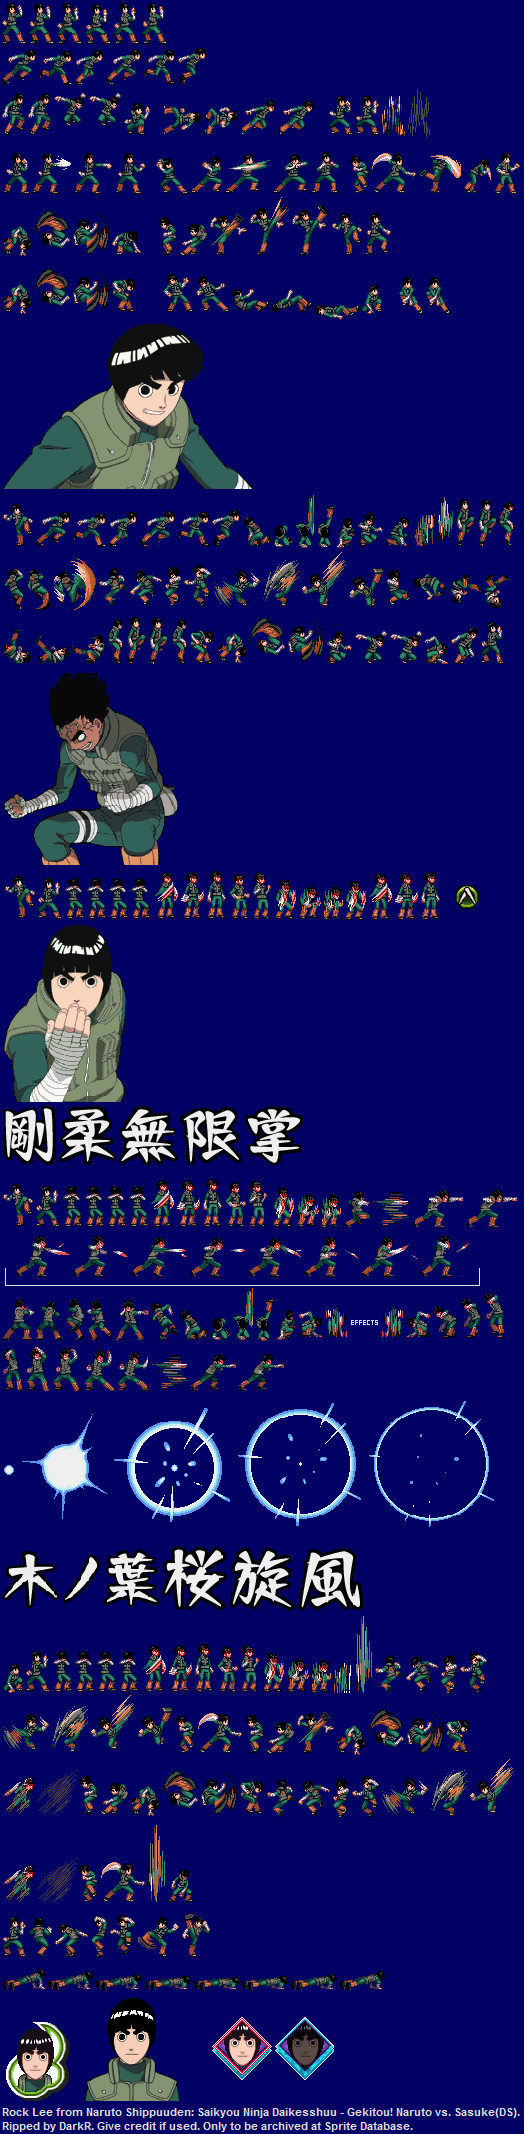 剛柔無限掌
EFFECTS
木ノ葉桜旋風
Rock Lee from Naruto Shippuuden: Saikyou Ninja Daikesshuu - Gekitou! Naruto vs. Sasuke(DS).
Ripped by DarkR. Give credit if used. Only to be archived at Sprite Database.